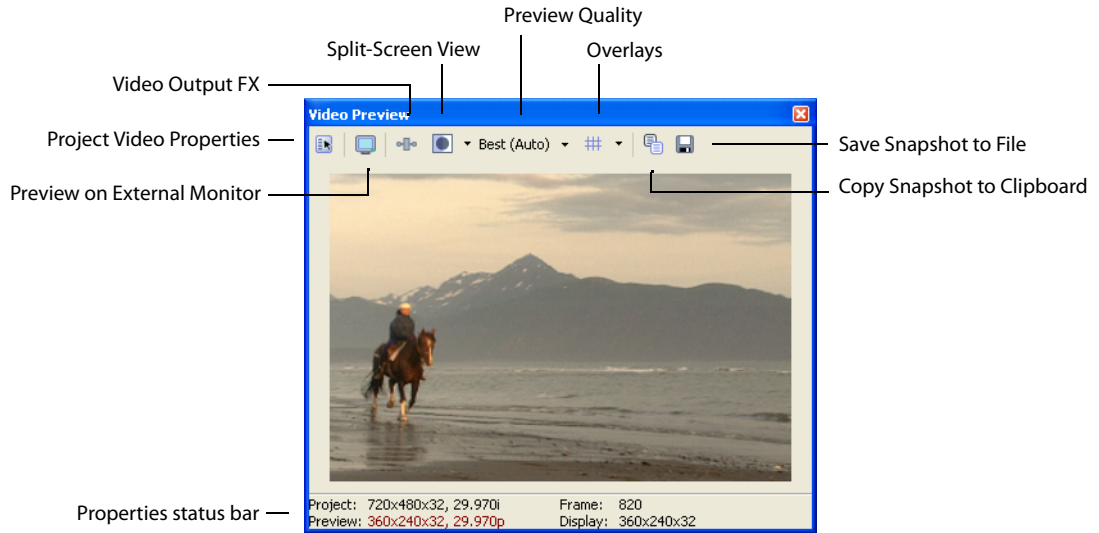 Preview Quality
Split-Screen View
Overlays
Video Output FX
Video Preview
Project Video Properties
Best (Auto)
Save Snapshot to File
Preview on External Monitor
Copy Snapshot to Clipboard
Properties status bar
Project: 720x480x32, 29.970i Frame: 820
Preview: 360x240x32, 29.970p Display: 360x240x32